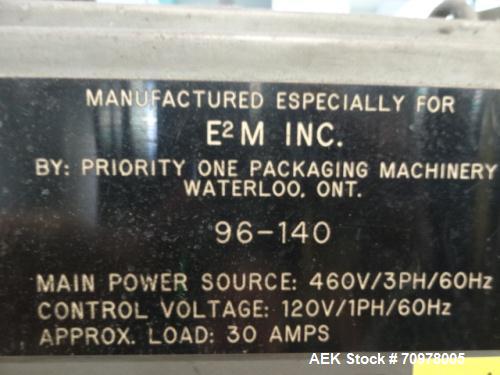 MANUFACTURED ESPECIALLY FOR
E²M INC.
BY: PRIORITY ONE PACKAGING MACHINERY
WATERLOO, ONT.
96-140
MAIN POWER SOURCE: 460V/3PH/60Hz
CONTROL VOLTAGE: 120V/1PH/60Hz
APPROX. LOAD: 30 AMPS
AEK Stock # 70978005